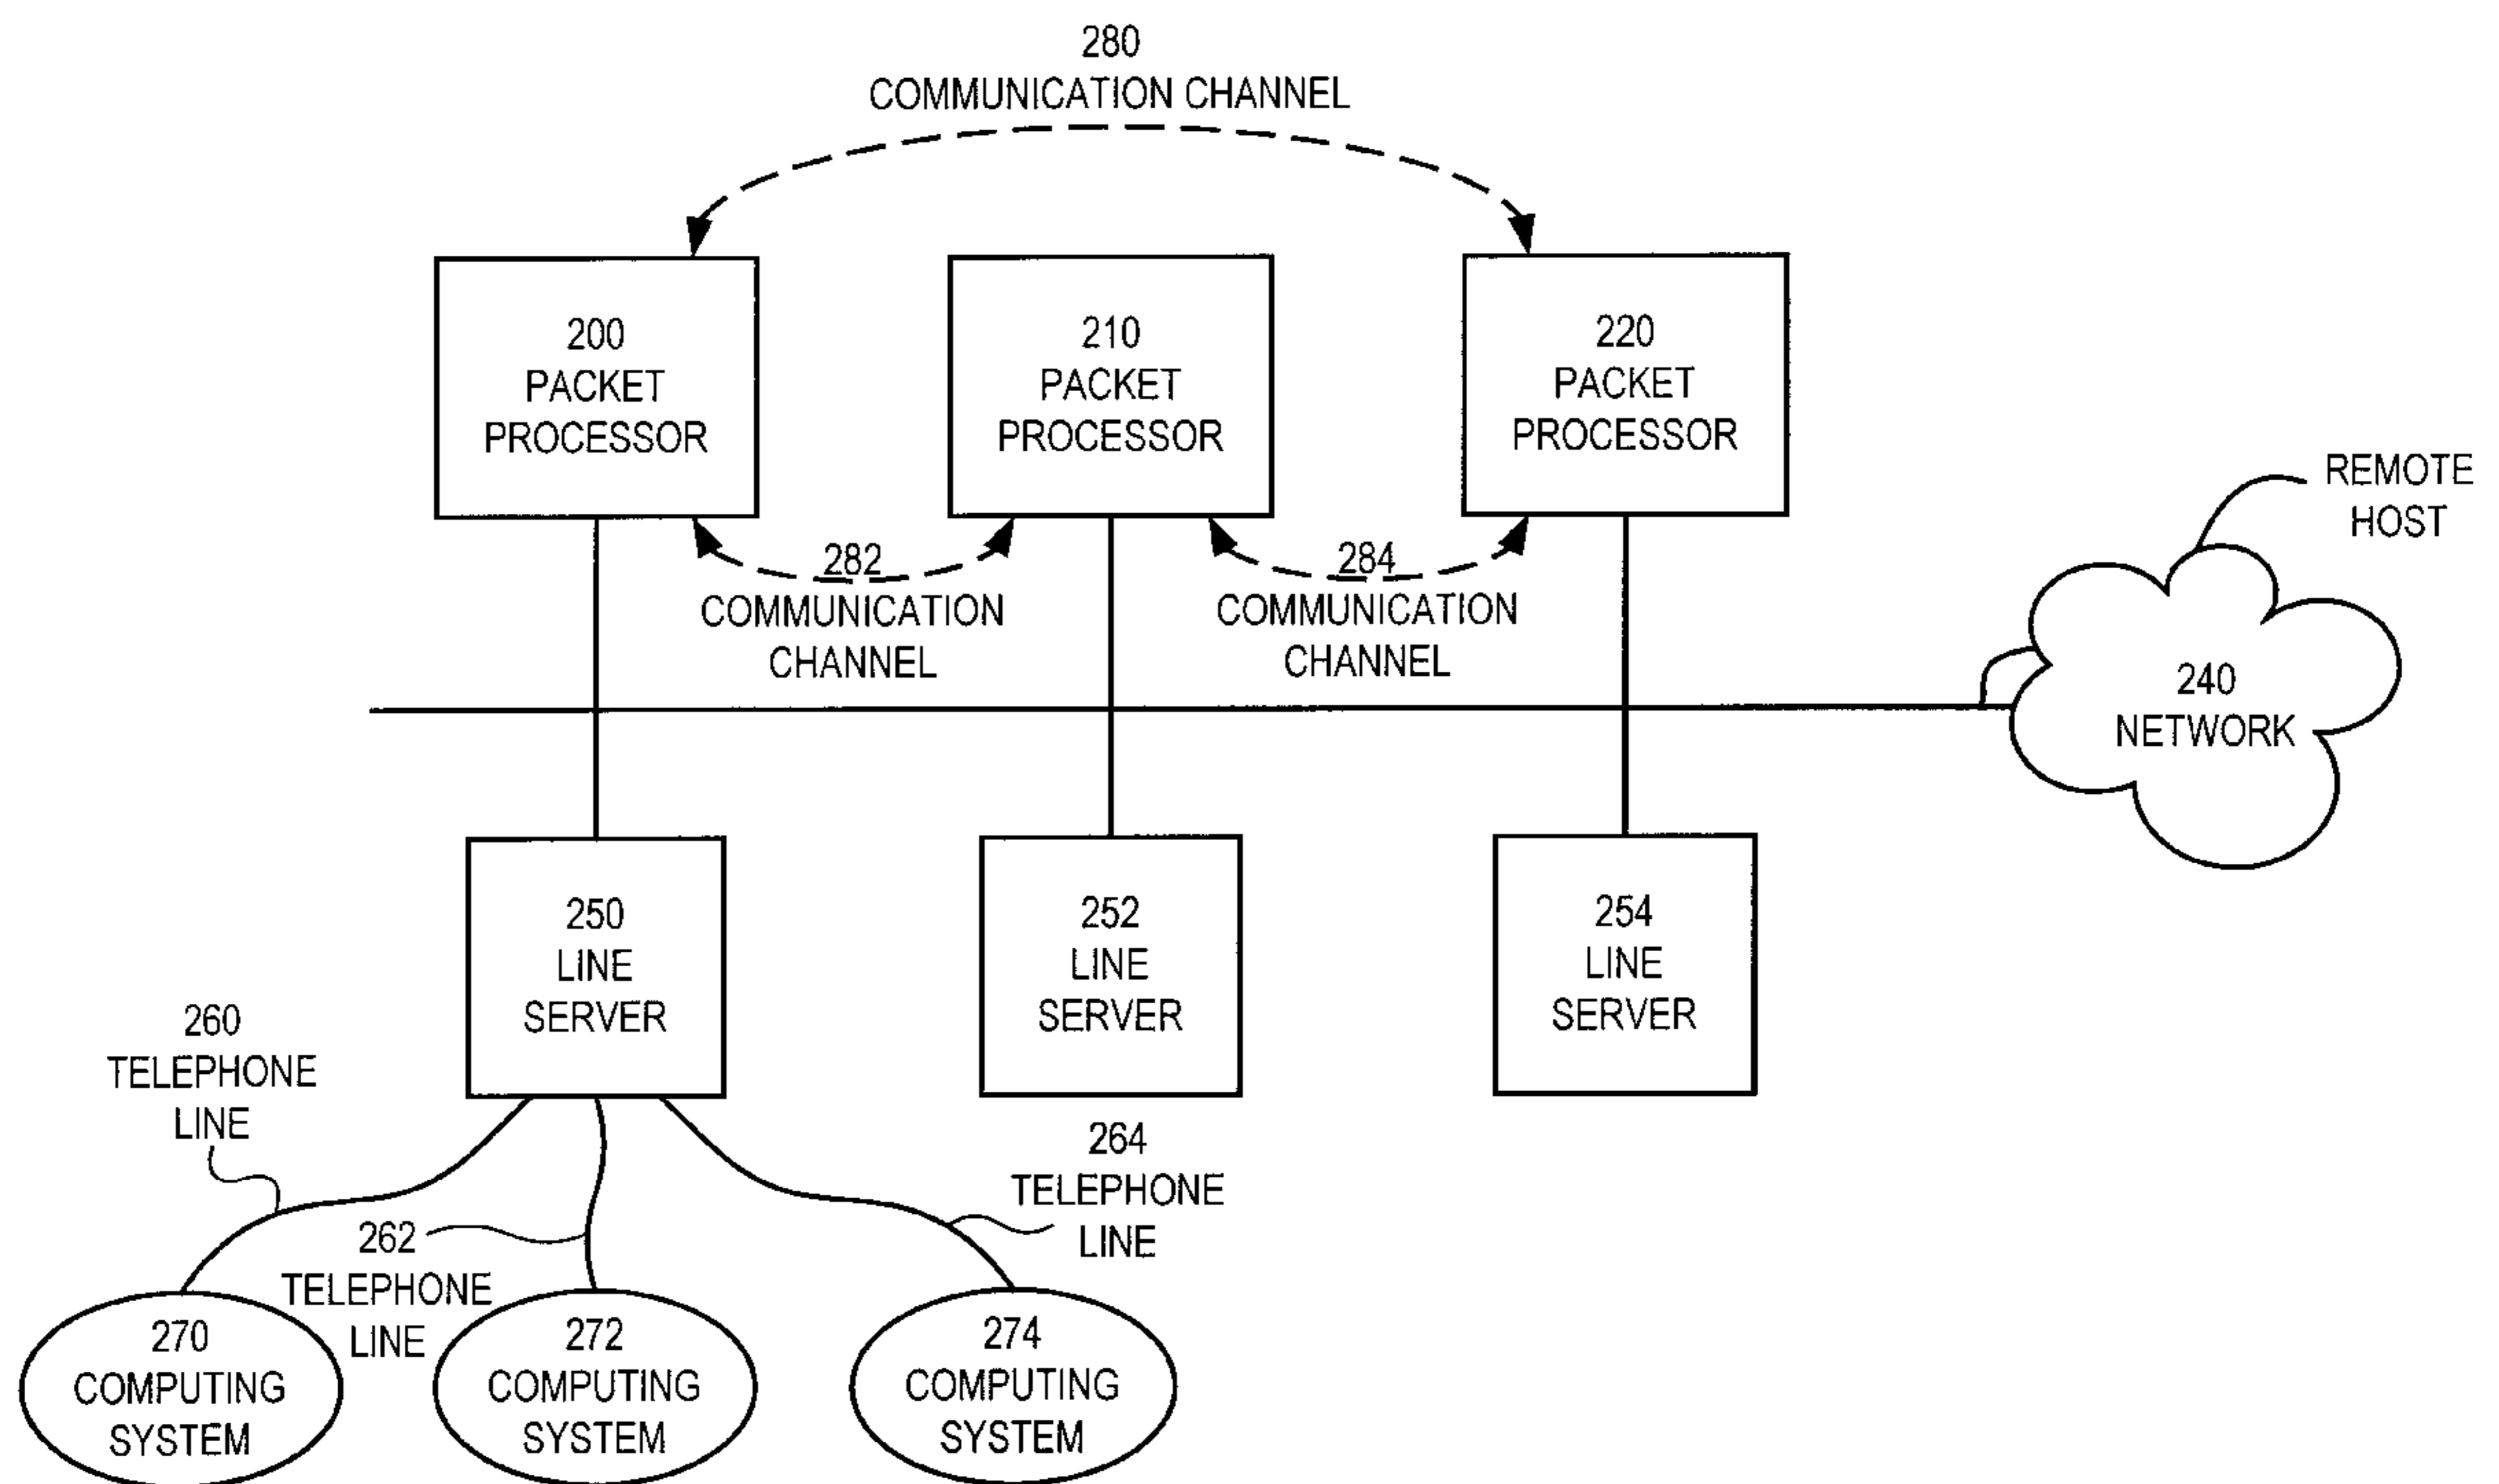 280
COMMUNICATION CHANNEL
200
PACKET
PROCESSOR
210
PACKET
PROCESSOR
220
PACKET
PROCESSOR
REMOTE
HOST
282
COMMUNICATION
CHANNEL
284
COMMUNICATION
CHANNEL
240
NETWORK
250
LINE
SERVER
252
LINE
SERVER
254
LINE
SERVER
260
TELEPHONE
LINE
262
TELEPHONE
LINE
264
TELEPHONE
LINE
270
COMPUTING
SYSTEM
272
COMPUTING
SYSTEM
274
COMPUTING
SYSTEM